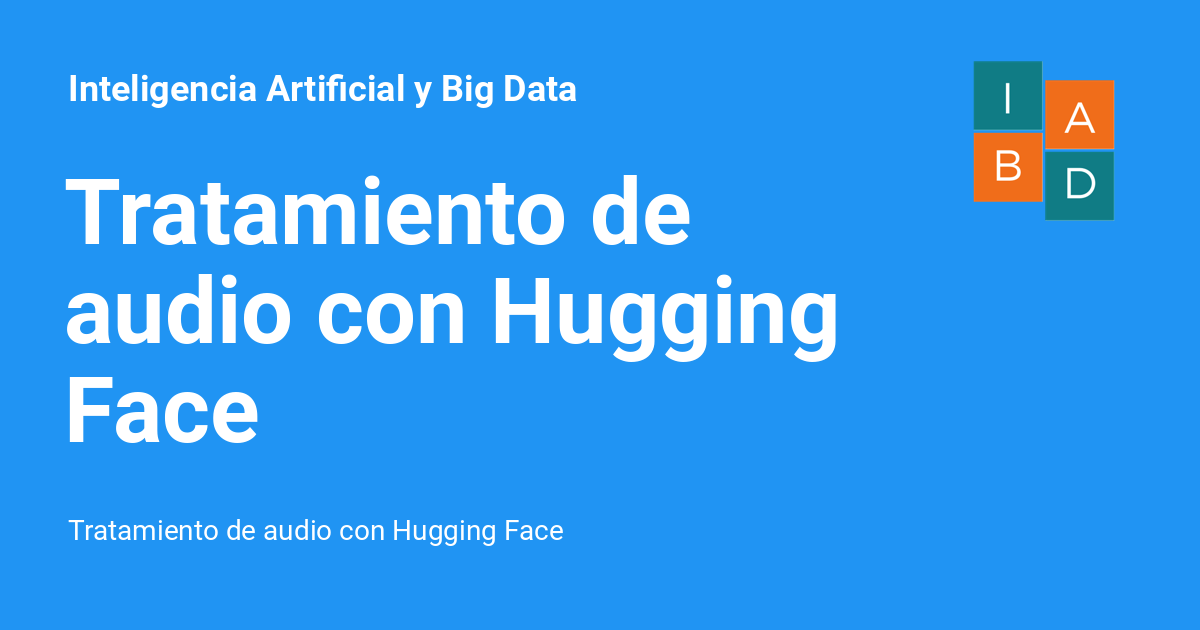 Inteligencia Artificial y Big Data
I A
B D
Tratamiento de
audio con Hugging
Face
Tratamiento de audio con Hugging Face